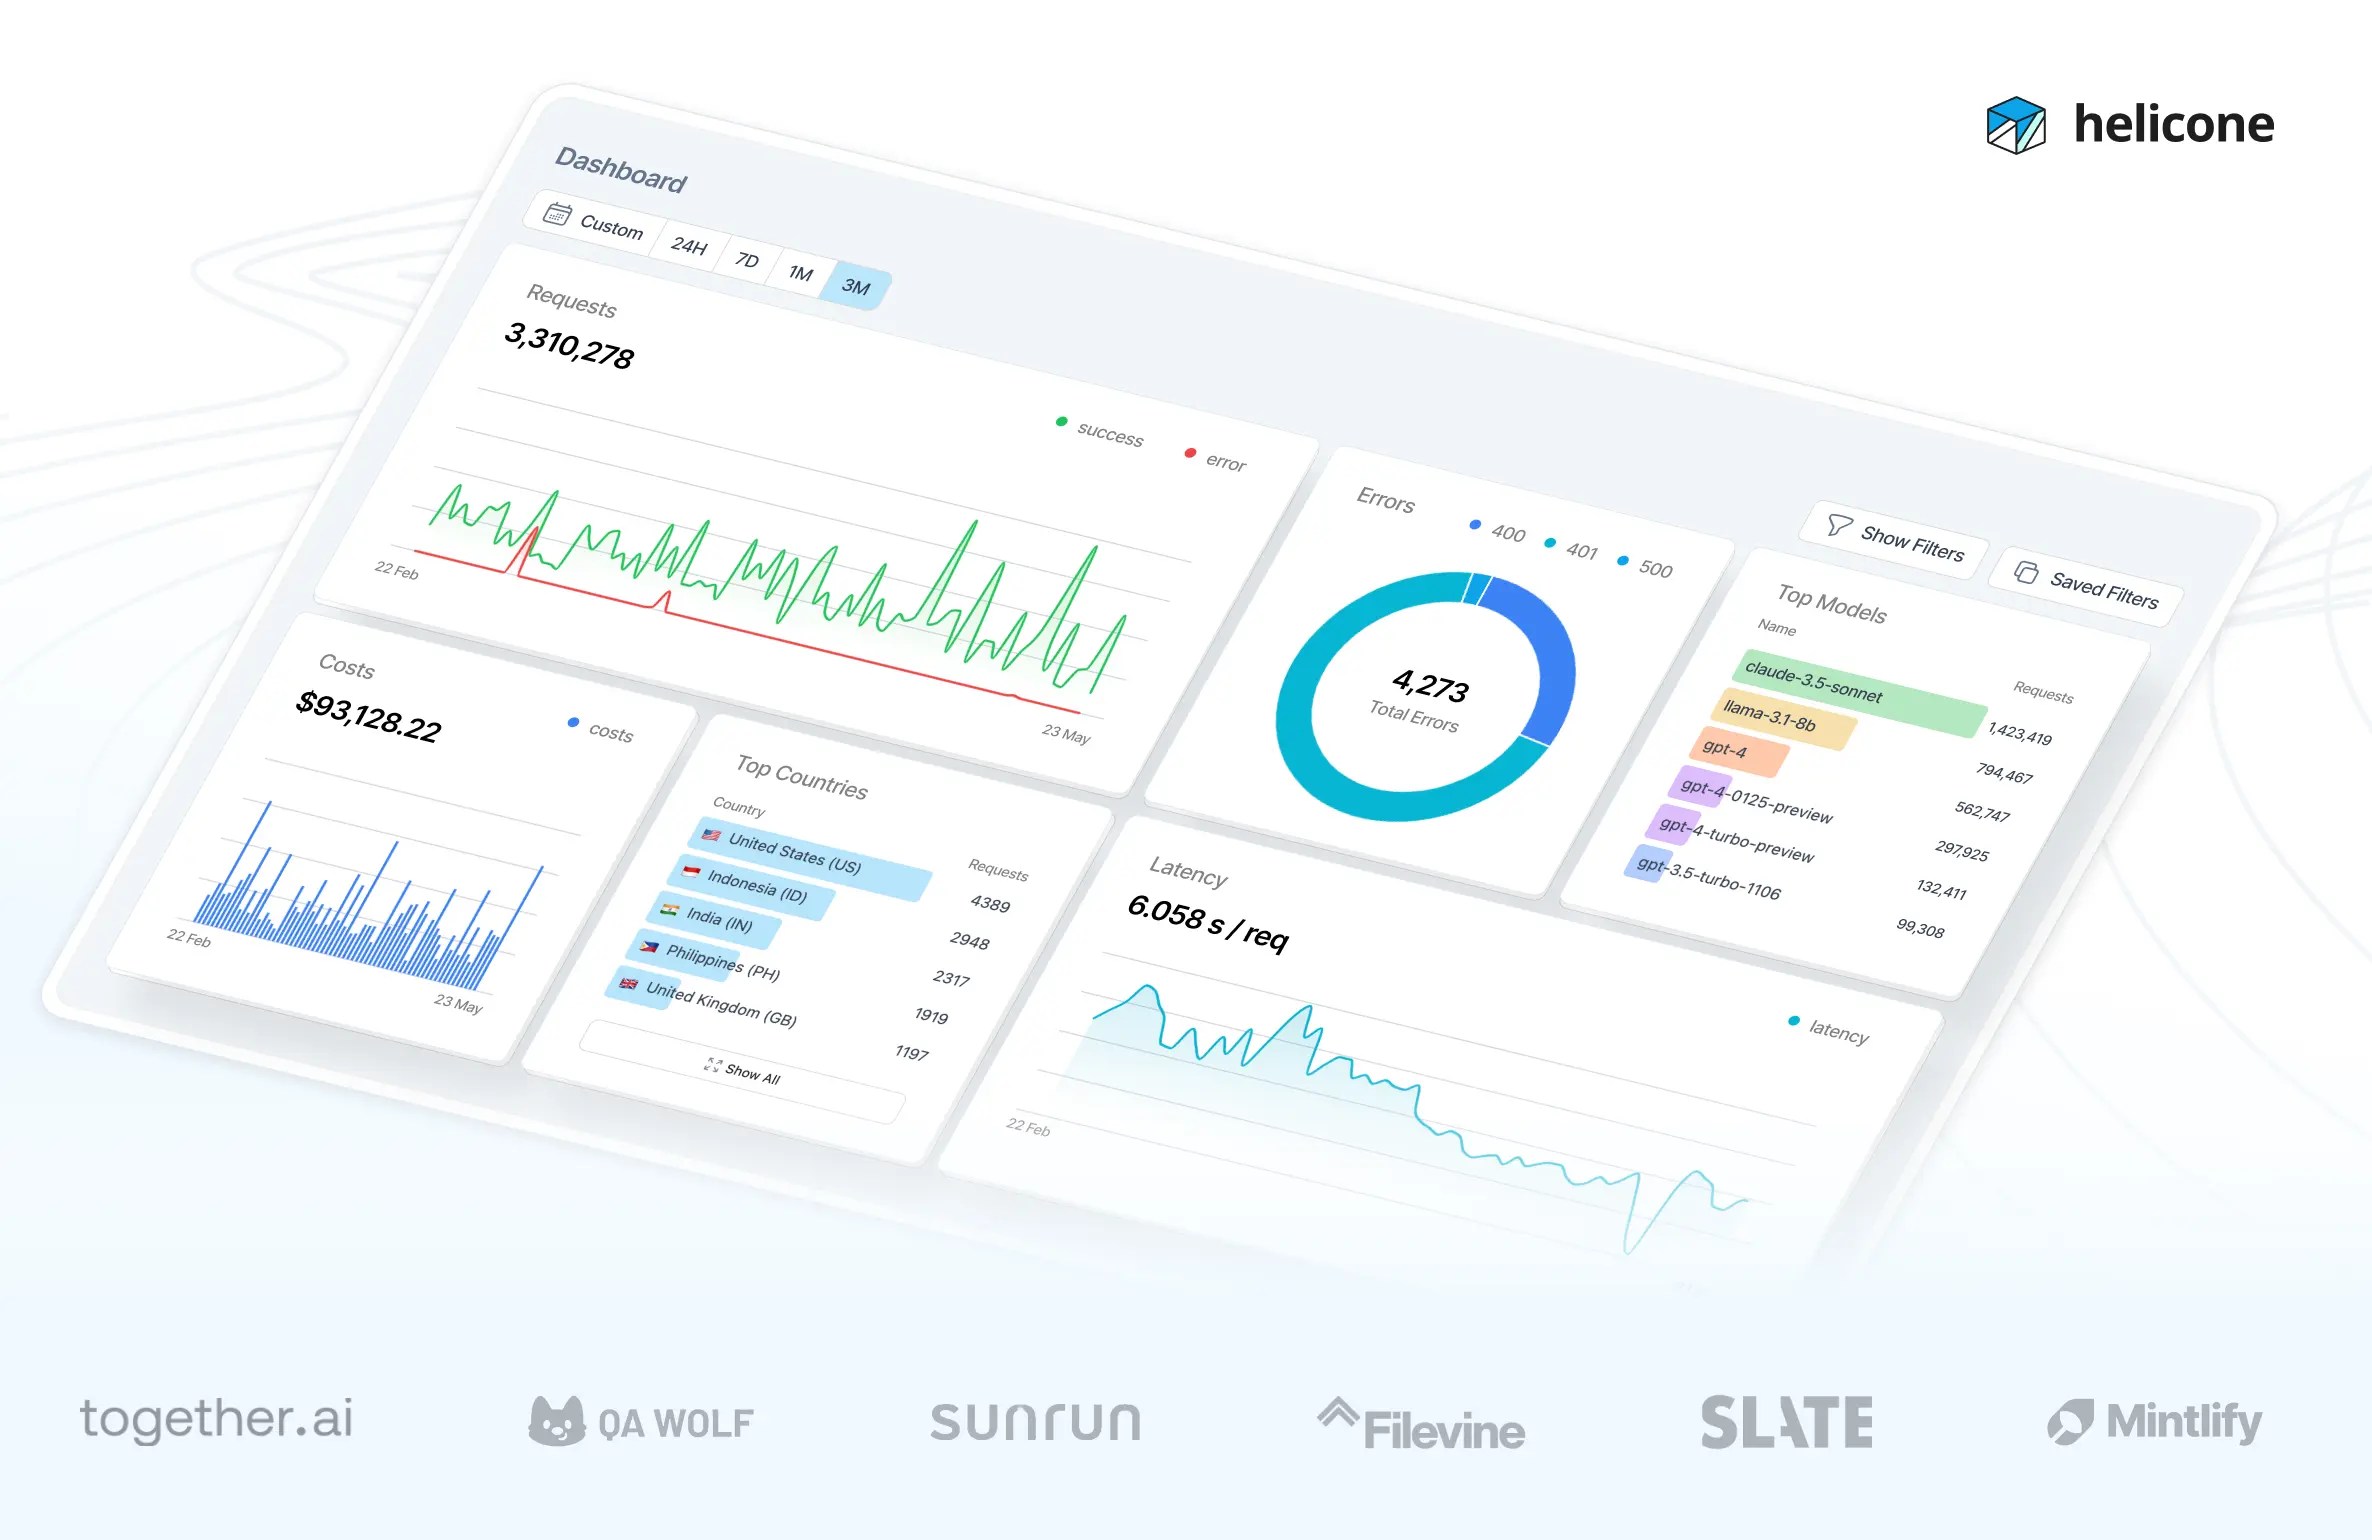 helicone
Dashboard
Custom 24H 7D 1M 3M
Show Filters Saved Filters
Requests
3,310,278
success error
22 Feb 23 May
Errors
400 401 500
4,273
Total Errors
Top Models
Name Requests
claude-3.5-sonnet 1,423,419
llama-3.1-8b 794,467
gpt-4 562,747
gpt-4-0125-preview 297,925
gpt-4-turbo-preview 132,411
gpt-3.5-turbo-1106 99,308
Costs
$93,128.22
costs
22 Feb 23 May
Top Countries
Country Requests
United States (US) 4389
Indonesia (ID) 2948
India (IN) 2317
Philippines (PH) 1919
United Kingdom (GB) 1197
Show All
Latency
6.058 s / req
latency
22 Feb
together.ai QA WOLF sunrun Filevine SLATE Mintlify